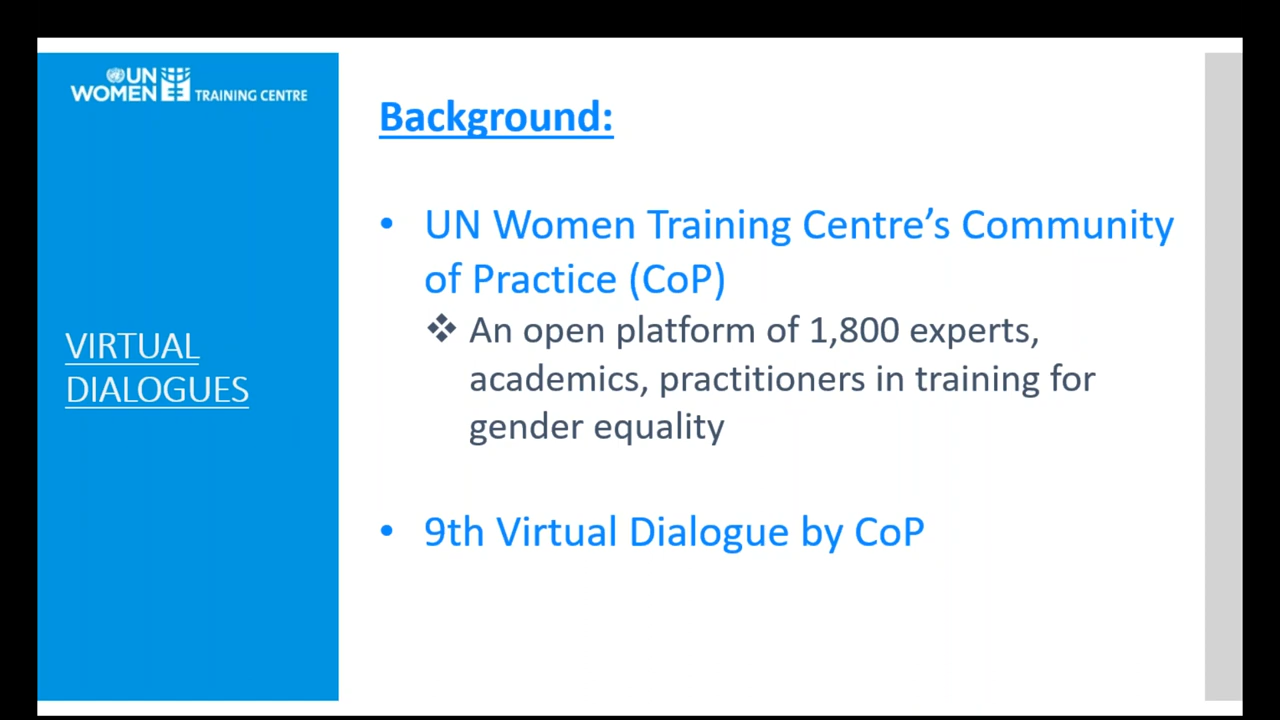 UN
WOMEN TRAINING CENTRE
VIRTUAL
DIALOGUES
Background:
• UN Women Training Centre’s Community
of Practice (CoP)
❖ An open platform of 1,800 experts,
academics, practitioners in training for
gender equality
• 9th Virtual Dialogue by CoP